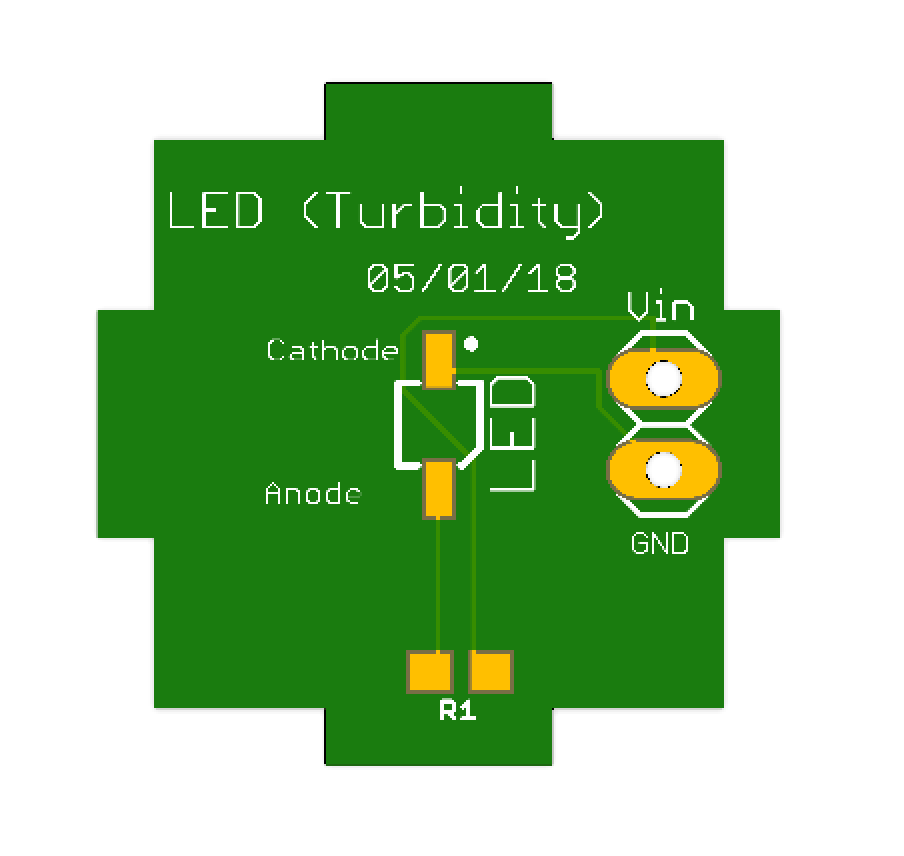 LED (Turbidity)
05/01/18
Vin
Cathode
LED
Anode
GND
R1